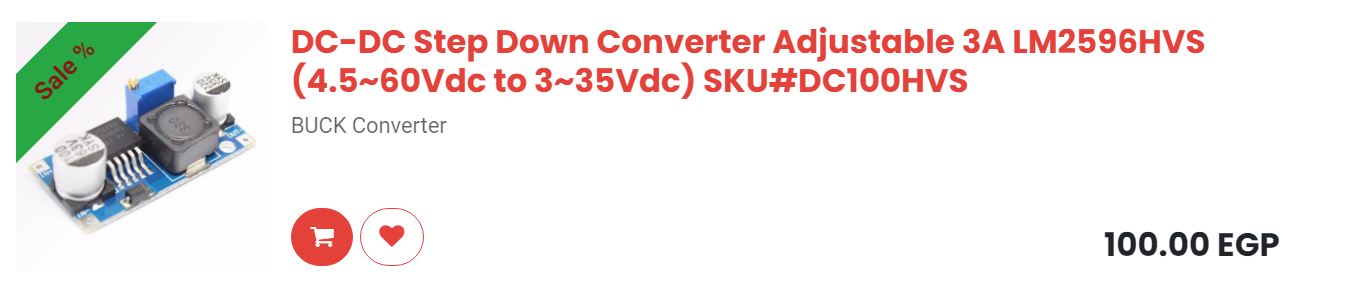 Sale %
DC-DC Step Down Converter Adjustable 3A LM2596HVS
(4.5~60Vdc to 3~35Vdc) SKU#DC100HVS
BUCK Converter
330
100.00 EGP